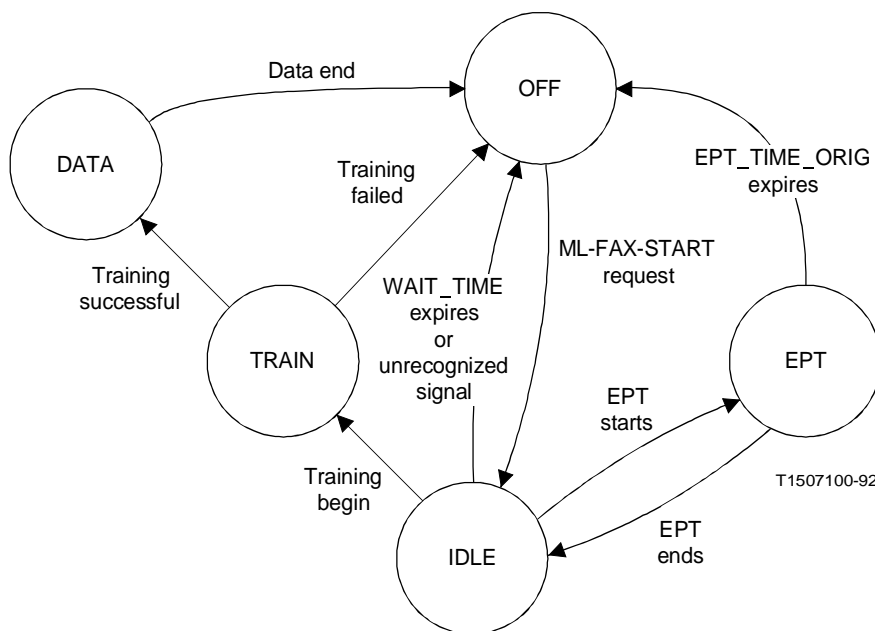 Data end
OFF
DATA
Training
failed
EPT_TIME_ORIG
expires
Training
successful
ML-FAX-START
request
WAIT_TIME
expires
or
unrecognized
signal
TRAIN
EPT
EPT
starts
Training
begin
T1507100-92
IDLE
EPT
ends